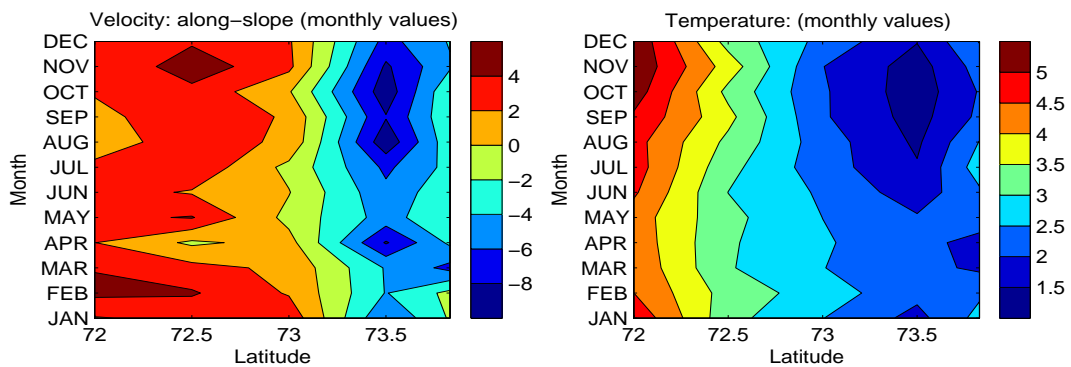 Velocity: along−slope (monthly values)
DEC
NOV
OCT
SEP
AUG
JUL
JUN
MAY
APR
MAR
FEB
JAN
Month
72
72.5
73
73.5
Latitude
4
2
0
−2
−4
−6
−8
Temperature: (monthly values)
DEC
NOV
OCT
SEP
AUG
JUL
JUN
MAY
APR
MAR
FEB
JAN
Month
72
72.5
73
73.5
Latitude
5
4.5
4
3.5
3
2.5
2
1.5